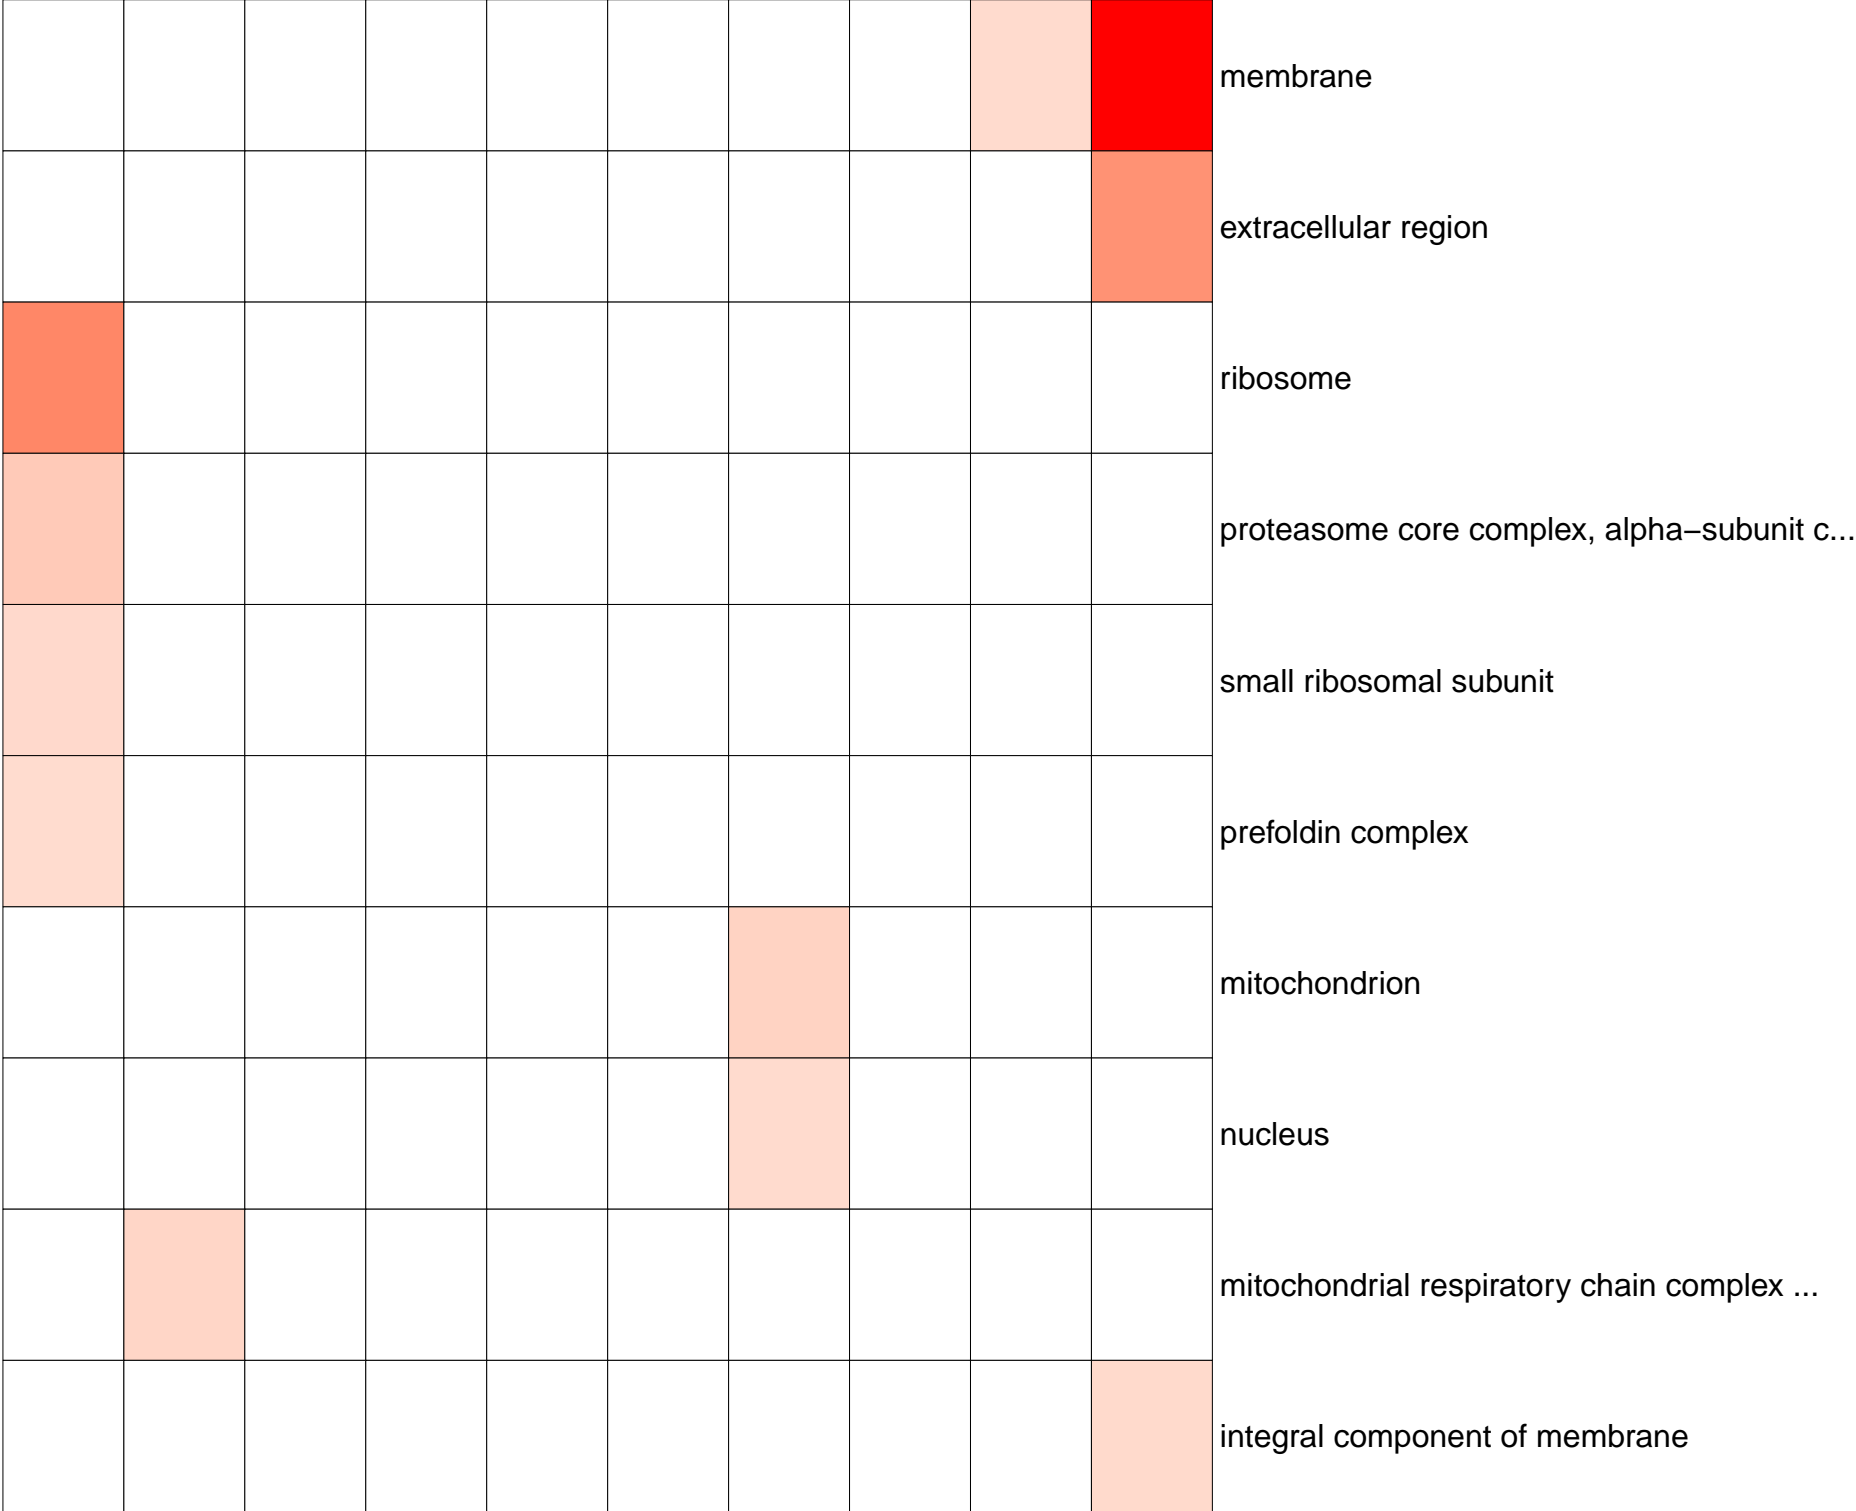 membrane
extracellular region
ribosome
proteasome core complex, alpha−subunit c...
small ribosomal subunit
prefoldin complex
mitochondrion
nucleus
mitochondrial respiratory chain complex ...
integral component of membrane